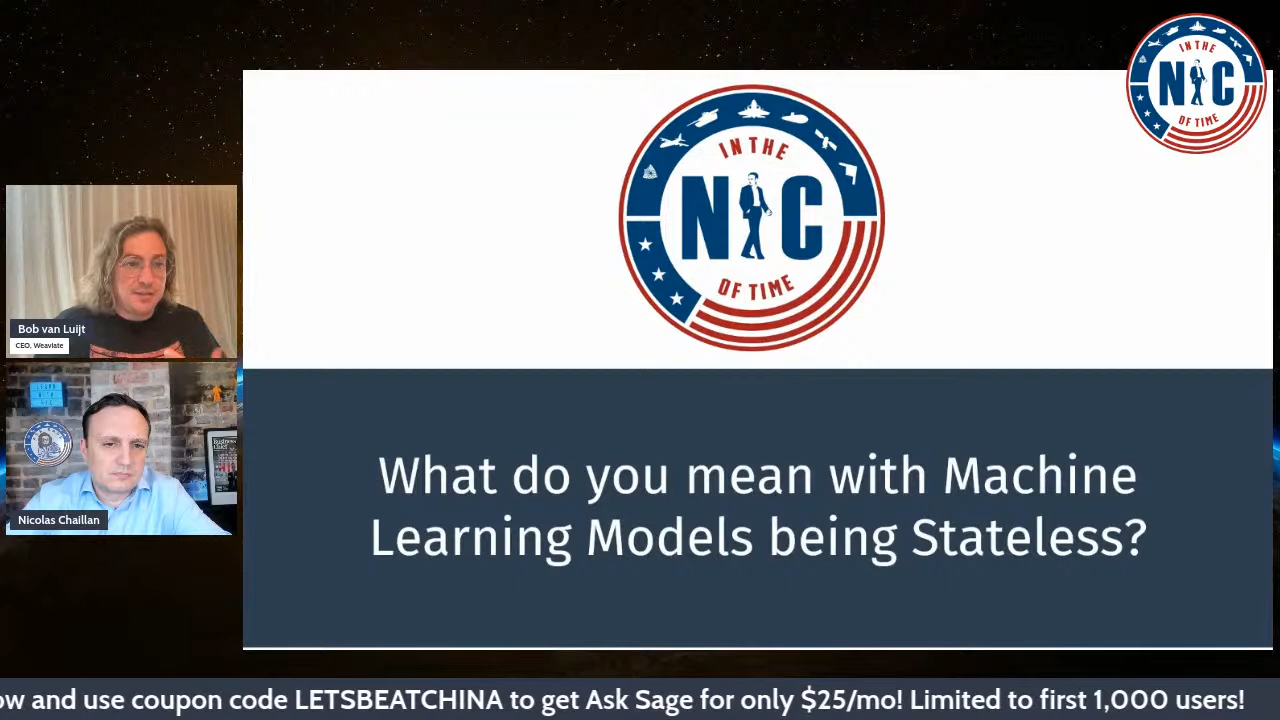 IN THE
NIC
OF TIME
IN THE
NIC
OF TIME
Bob van Luijt
CEO, Weaviate
Nicolas Chaillan
What do you mean with Machine
Learning Models being Stateless?
ow and use coupon code LETSBEATCHINA to get Ask Sage for only $25/mo! Limited to first 1,000 users!